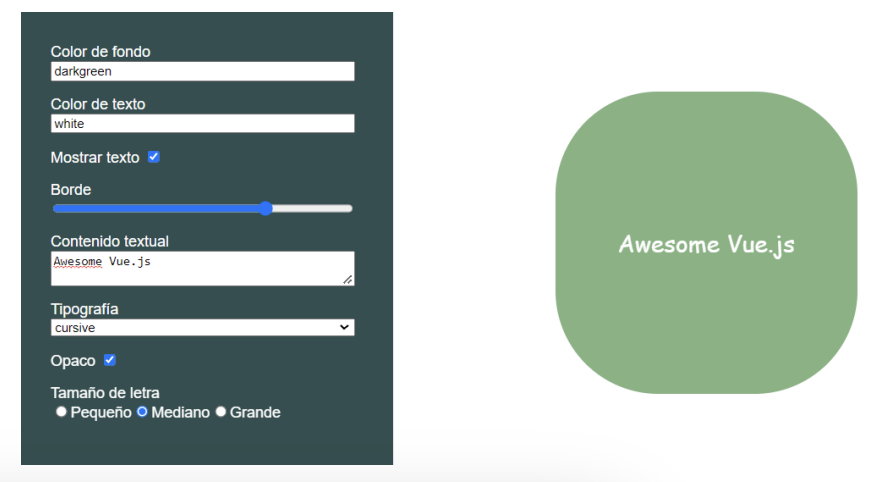 Color de fondo
darkgreen
Color de texto
white
Mostrar texto
Borde
Contenido textual
Awesome Vue.js
Tipografía
cursive
Opaco
Tamaño de letra
Pequeño Mediano Grande
Awesome Vue.js